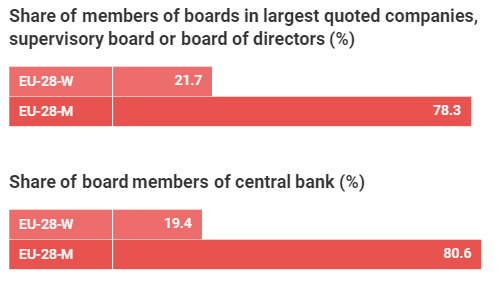 Share of members of boards in largest quoted companies,
supervisory board or board of directors (%)
EU-28-W 21.7
EU-28-M 78.3
Share of board members of central bank (%)
EU-28-W 19.4
EU-28-M 80.6